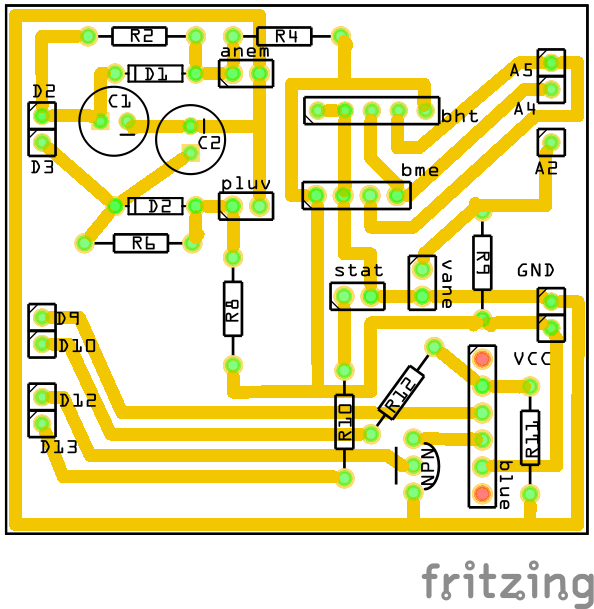 R2
R4
anem
D1
A5
D2
C1
A4
bht
C2
D3
A2
bme
pluv
D2
R6
R9
GND
stat
vane
R8
D9
D10
VCC
R12
D12
R10
R11
D13
NPN
blue
fritzing